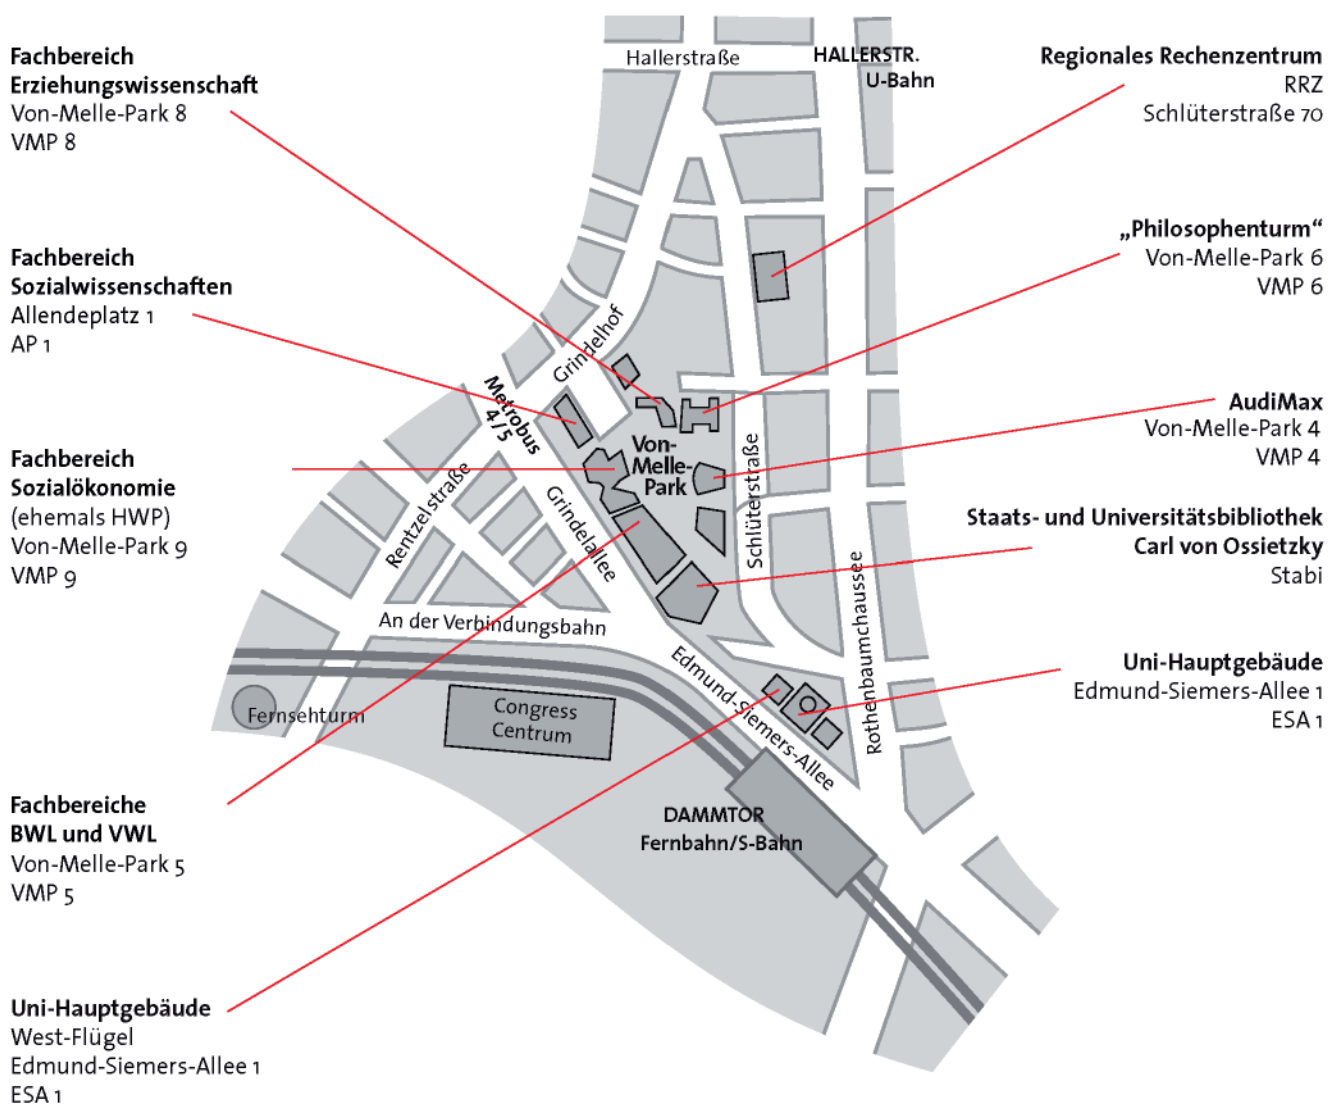 Fachbereich
Erziehungswissenschaft
Von-Melle-Park 8
VMP 8
Fachbereich
Sozialwissenschaften
Allendeplatz 1
AP 1
Fachbereich
Sozialökonomie
(ehemals HWP)
Von-Melle-Park 9
VMP 9
Fachbereiche
BWL und VWL
Von-Melle-Park 5
VMP 5
Uni-Hauptgebäude
West-Flügel
Edmund-Siemers-Allee 1
ESA 1
Hallerstraße
HALLERSTR.
U-Bahn
Grindelhof
Metrobus
4/5
Von-
Melle-
Park
Schlüterstraße
Rentzelstraße
Grindelallee
An der Verbindungsbahn
Rothenbaumchaussee
Edmund-Siemers-Allee
Fernsehturm
Congress
Centrum
DAMMTOR
Fernbahn/S-Bahn
Regionales Rechenzentrum
RRZ
Schlüterstraße 70
„Philosophenturm“
Von-Melle-Park 6
VMP 6
AudiMax
Von-Melle-Park 4
VMP 4
Staats- und Universitätsbibliothek
Carl von Ossietzky
Stabi
Uni-Hauptgebäude
Edmund-Siemers-Allee 1
ESA 1